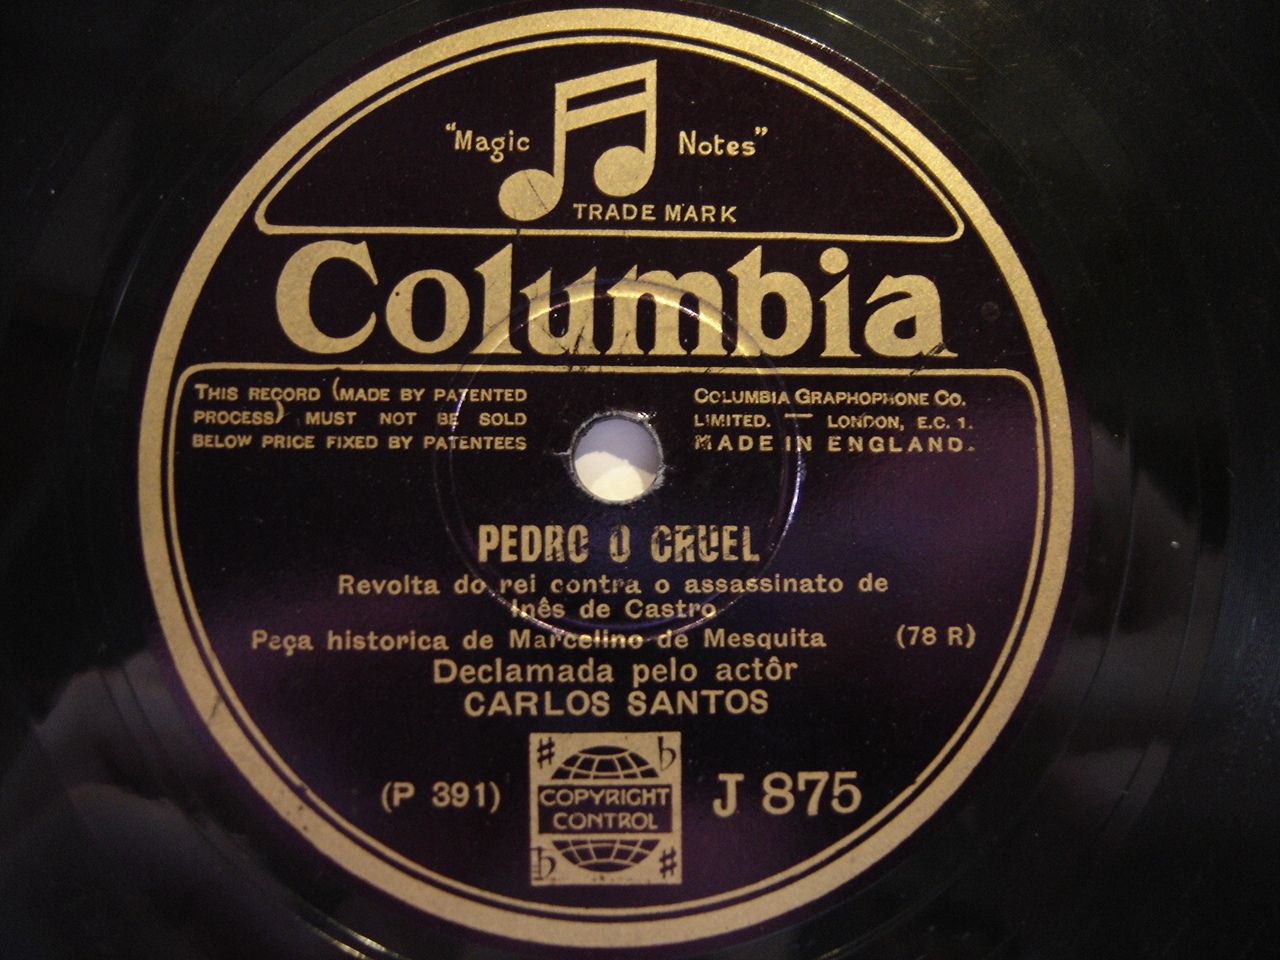 "Magic Notes"
TRADE MARK
Columbia
THIS RECORD (MADE BY PATENTED
PROCESS) MUST NOT BE SOLD
BELOW PRICE FIXED BY PATENTEES
COLUMBIA GRAPHOPHONE CO.
LIMITED. — LONDON, E.C. 1.
MADE IN ENGLAND.
PEDRO O CRUEL
Revolta do rei contra o assassinato de
Inês de Castro
Peça historica de Marcelino de Mesquita (78 R)
Declamada pelo actôr
CARLOS SANTOS
(P 391)
COPYRIGHT
CONTROL
J 875